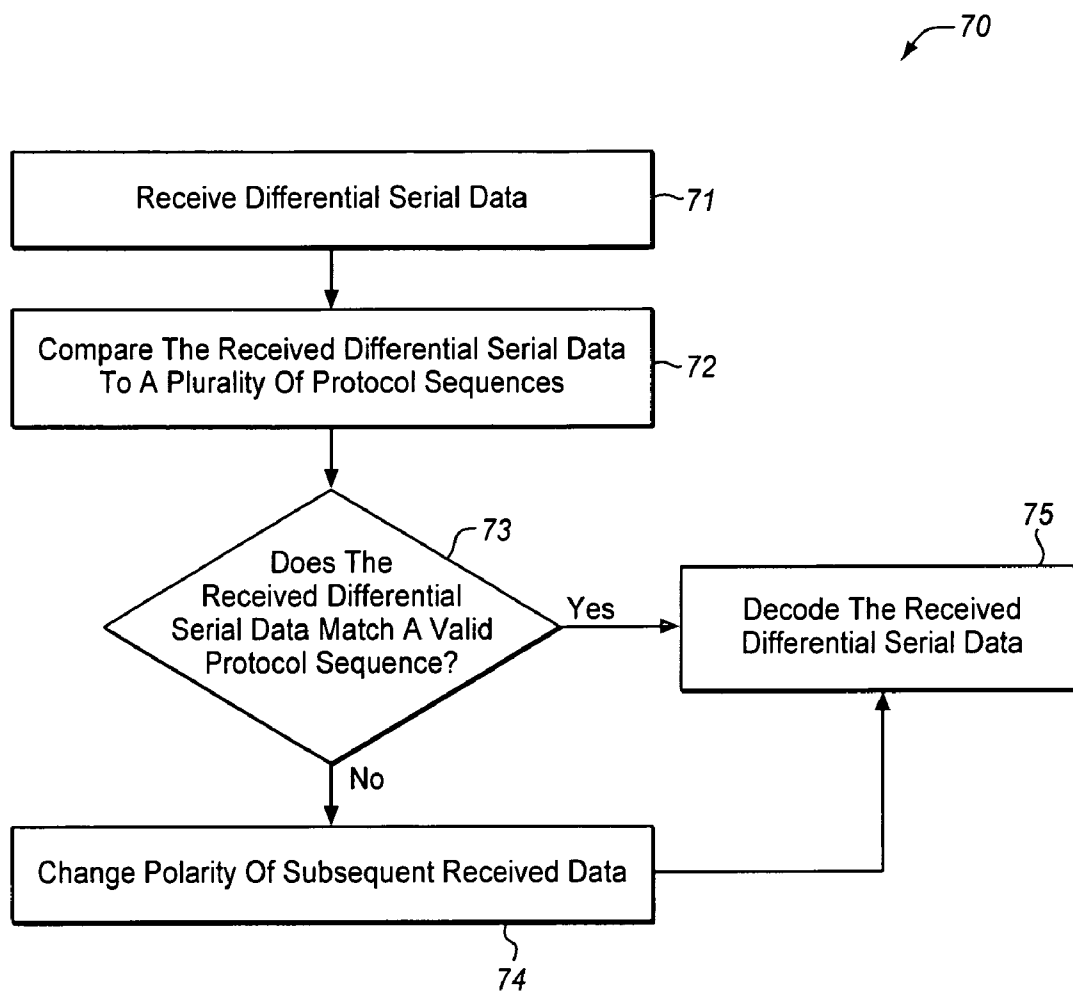 70
Receive Differential Serial Data
71
Compare The Received Differential Serial Data
To A Plurality Of Protocol Sequences
72
73
Does The
Received Differential
Serial Data Match A Valid
Protocol Sequence?
Yes
75
Decode The Received
Differential Serial Data
No
Change Polarity Of Subsequent Received Data
74